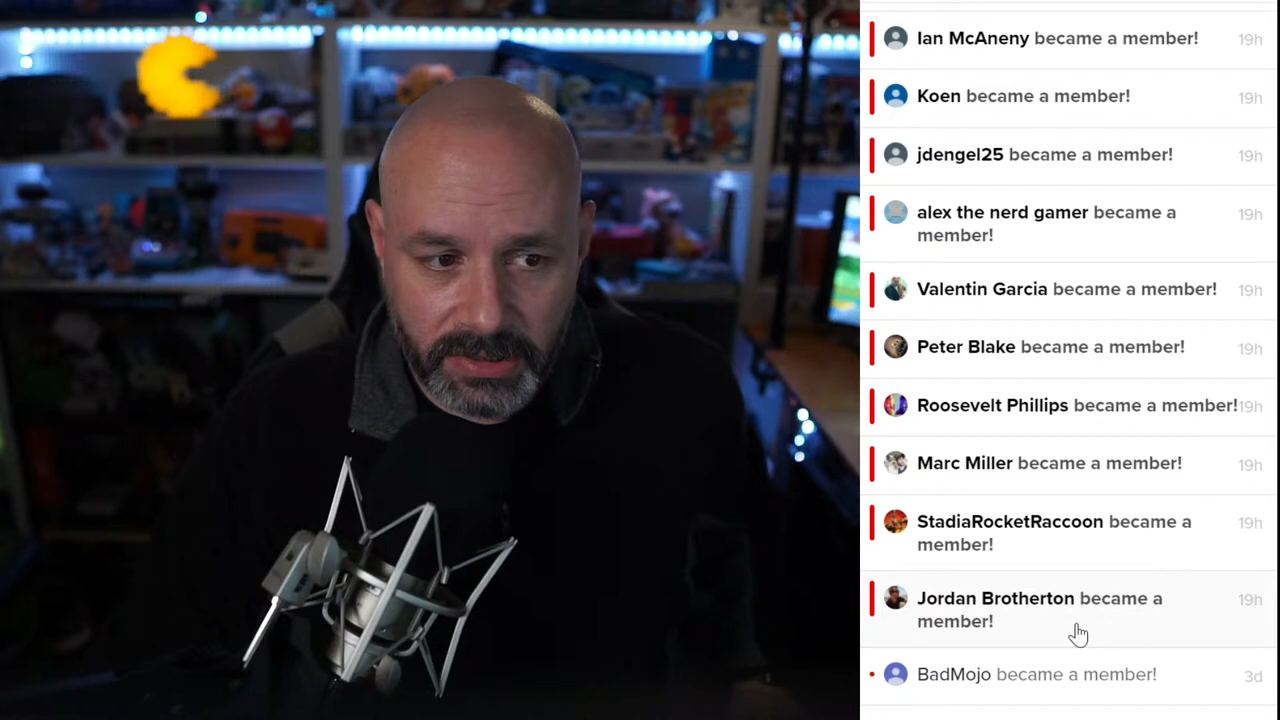 Ian McAneny became a member! 19h
Koen became a member! 19h
jdengel25 became a member! 19h
alex the nerd gamer became a
member! 19h
Valentin Garcia became a member! 19h
Peter Blake became a member! 19h
Roosevelt Phillips became a member! 19h
Marc Miller became a member! 19h
StadiaRocketRaccoon became a
member! 19h
Jordan Brotherton became a
member! 19h
BadMojo became a member! 3d